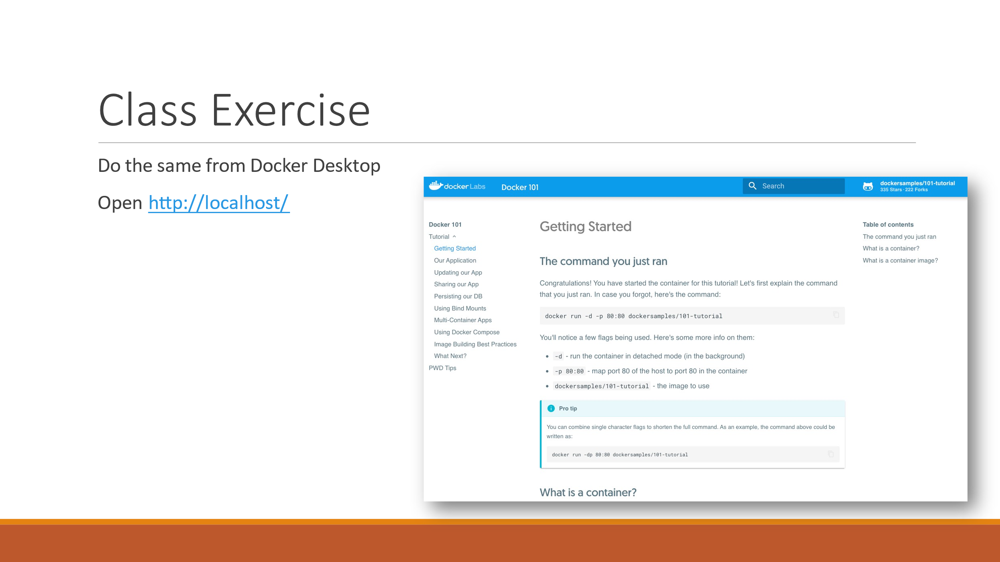 Class Exercise
Do the same from Docker Desktop
Open http://localhost/
docker Labs
Docker 101
Search
dockersamples/101-tutorial
335 Stars · 222 Forks
Docker 101
Tutorial
Getting Started
Our Application
Updating our App
Sharing our App
Persisting our DB
Using Bind Mounts
Multi-Container Apps
Using Docker Compose
Image Building Best Practices
What Next?
PWD Tips
Getting Started
The command you just ran
Congratulations! You have started the container for this tutorial! Let's first explain the command
that you just ran. In case you forgot, here's the command:
docker run -d -p 80:80 dockersamples/101-tutorial
You'll notice a few flags being used. Here's some more info on them:
• -d - run the container in detached mode (in the background)
• -p 80:80 - map port 80 of the host to port 80 in the container
• dockersamples/101-tutorial - the image to use
Pro tip
You can combine single character flags to shorten the full command. As an example, the command above could be
written as:
docker run -dp 80:80 dockersamples/101-tutorial
What is a container?
Table of contents
The command you just ran
What is a container?
What is a container image?